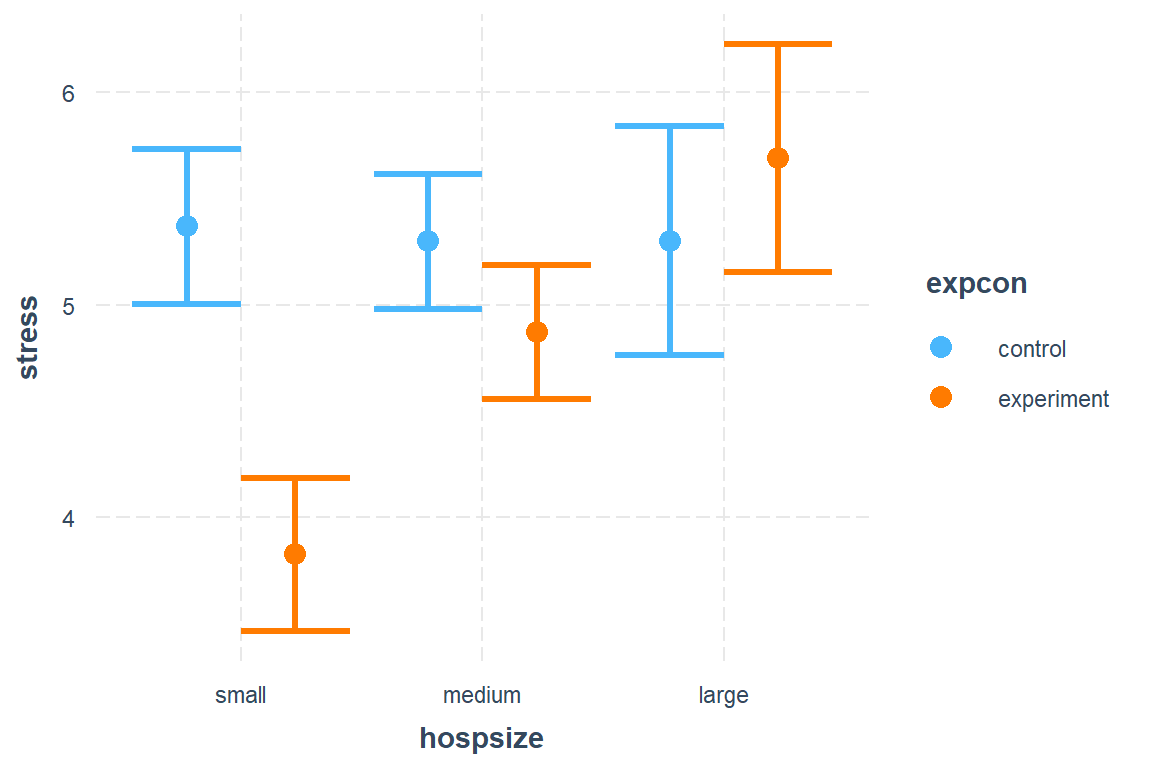 6
5
4
stress
small
medium
large
hospsize
expcon
control
experiment